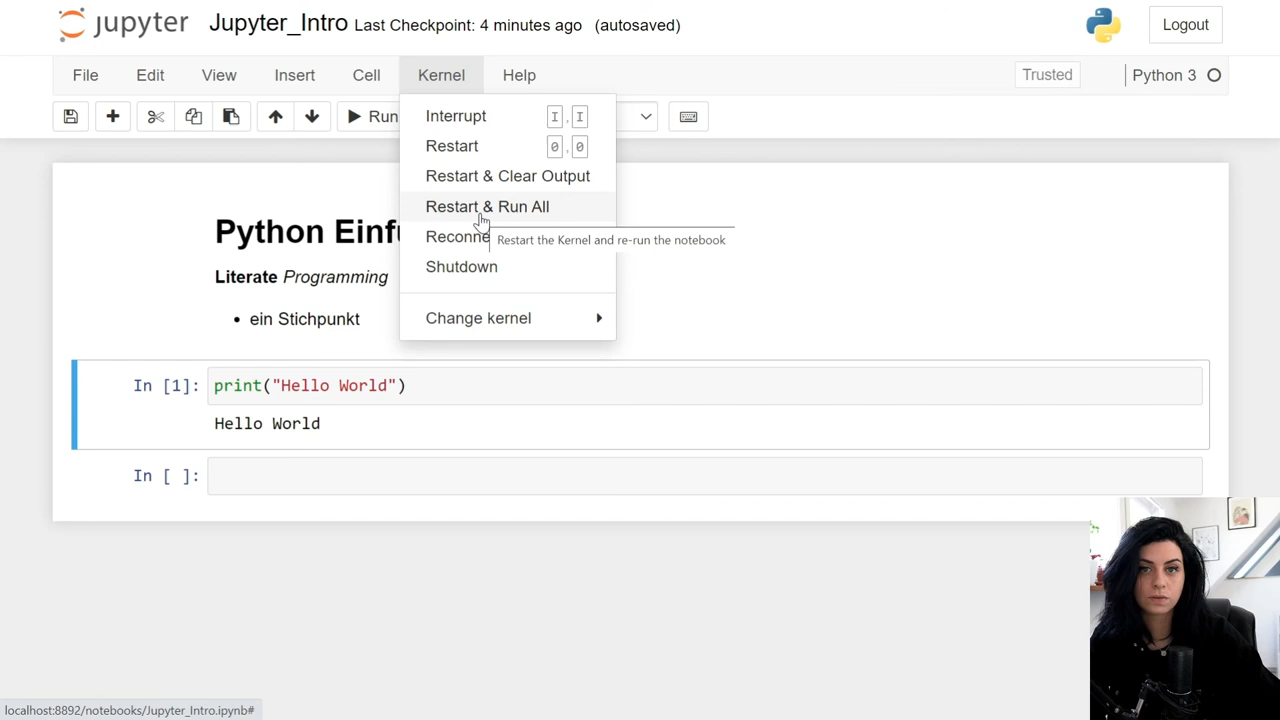 jupyter Jupyter_Intro Last Checkpoint: 4 minutes ago (autosaved) Logout
File Edit View Insert Cell Kernel Help Trusted Python 3
Run
Interrupt I , I
Restart 0 , 0
Restart & Clear Output
Restart & Run All
Reconne
Restart the Kernel and re-run the notebook
Shutdown
Change kernel
Python Einf
Literate Programming
• ein Stichpunkt
In [1]: print("Hello World")
Hello World
In [ ]:
localhost:8892/notebooks/Jupyter_Intro.ipynb#